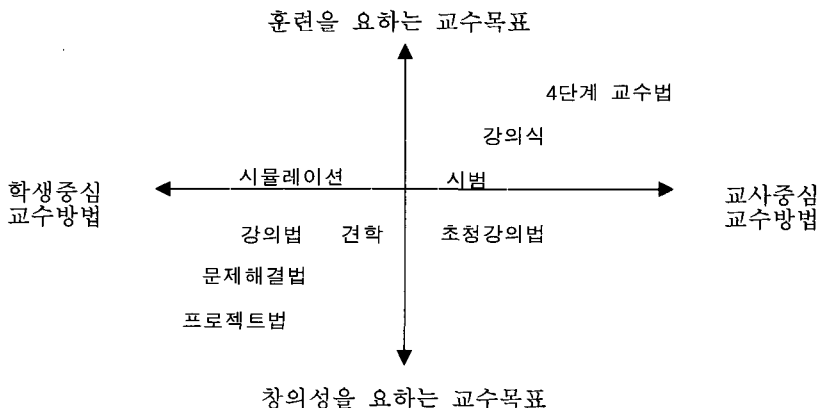 훈련을 요하는 교수목표
4단계 교수법
강의식
시뮬레이션 시범
학생중심 교사중심
교수방법 교수방법
강의법 견학 초청강의법
문제해결법
프로젝트법
창의성을 요하는 교수목표